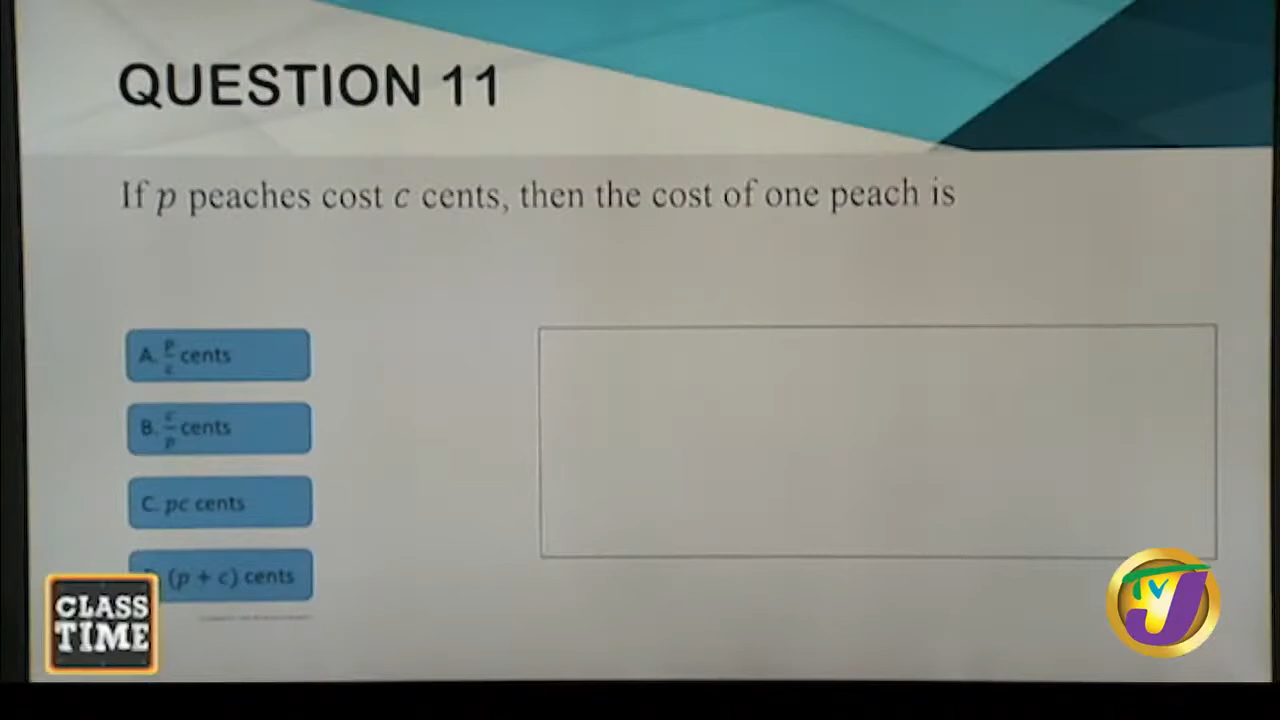 QUESTION 11
If p peaches cost c cents, then the cost of one peach is
A. p/c cents
B. c/p cents
C. pc cents
(p + c) cents
CLASS
TIME
TVJ